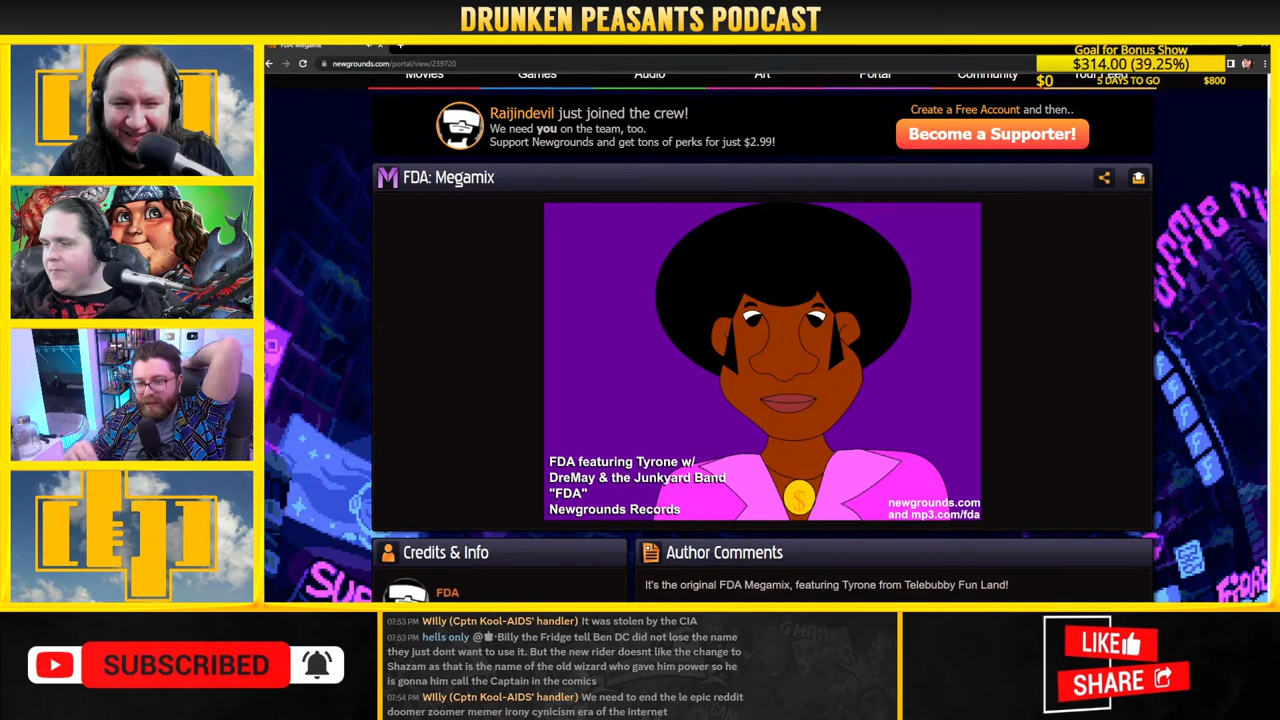 DRUNKEN PEASANTS PODCAST
Goal for Bonus Show
$314.00 (39.25%)
$0
5 DAYS TO GO
$800
newgrounds.com/portal/view/239720
Movies
Games
Audio
Art
Portal
Community
Your Feed
Raijindevil just joined the crew!
We need you on the team, too.
Support Newgrounds and get tons of perks for just $2.99!
Create a Free Account and then..
Become a Supporter!
FDA: Megamix
FDA featuring Tyrone w/
DreMay & the Junkyard Band
"FDA"
Newgrounds Records
newgrounds.com
and mp3.com/fda
Credits & Info
FDA
Author Comments
It's the original FDA Megamix, featuring Tyrone from Telebubby Fun Land!
SUBSCRIBED
07:53 PM WIlly (Cptn Kool-AIDS' handler) It was stolen by the CIA
07:53 PM hells only @Billy the Fridge tell Ben DC did not lose the name
they just dont want to use it. But the new rider doesnt like the change to
Shazam as that is the name of the old wizard who gave him power so he
is gonna him call the Captain in the comics
07:54 PM WIlly (Cptn Kool-AIDS' handler) We need to end the le epic reddit
doomer zoomer memer irony cynicism era of the internet
LIKE
SHARE